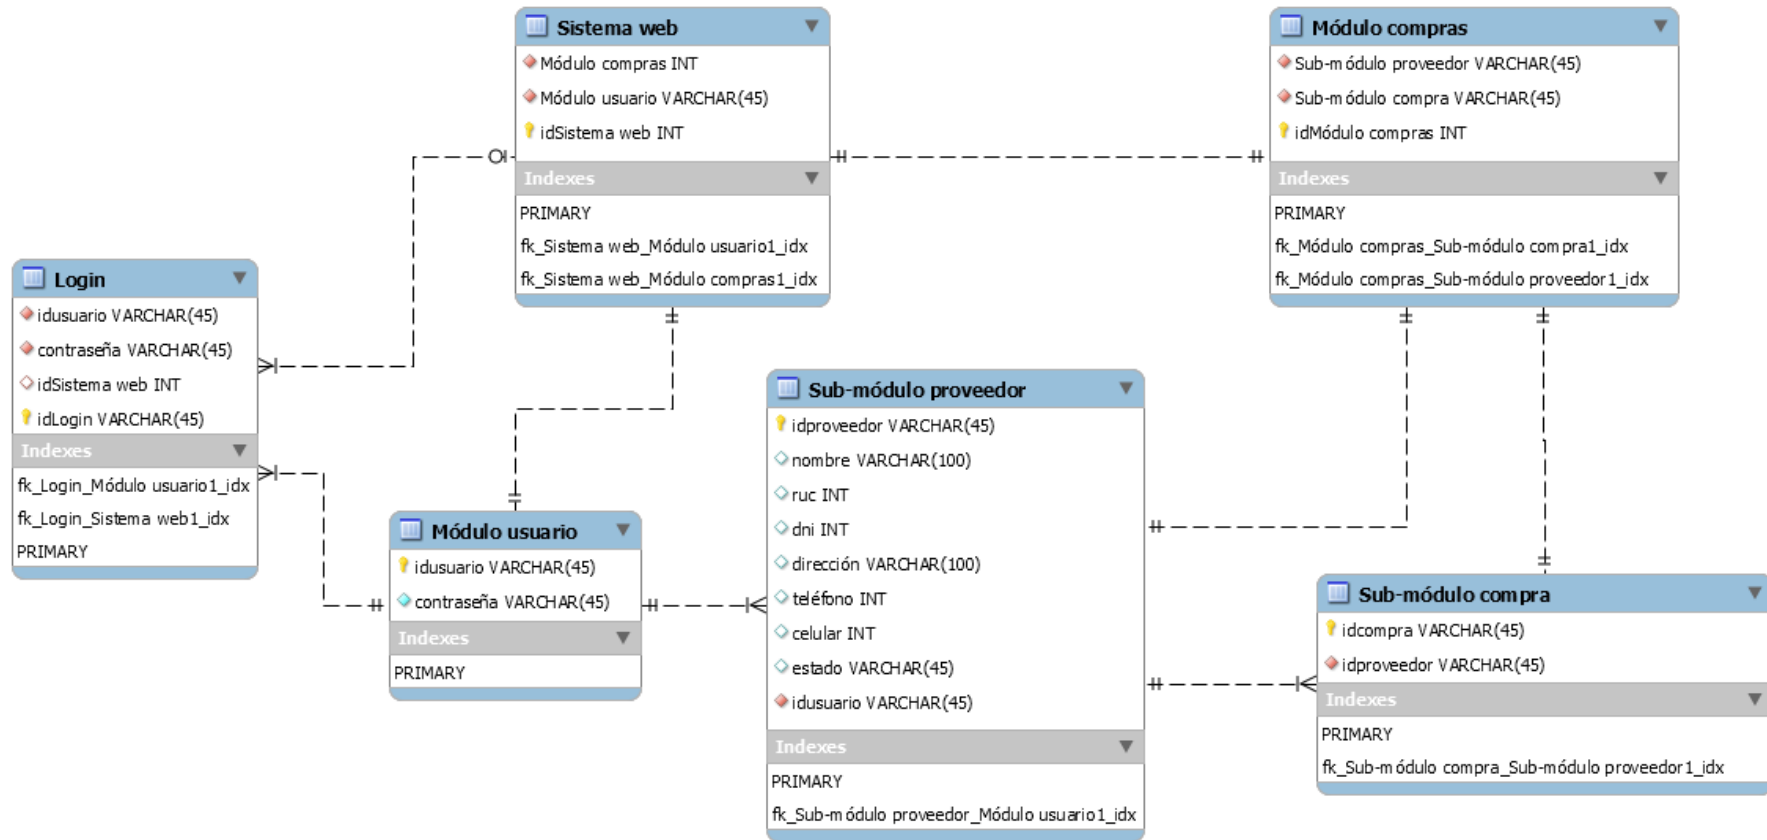 Sistema web
Módulo compras INT
Módulo usuario VARCHAR(45)
idSistema web INT
Indexes
PRIMARY
fk_Sistema web_Módulo usuario1_idx
fk_Sistema web_Módulo compras1_idx
Módulo compras
Sub-módulo proveedor VARCHAR(45)
Sub-módulo compra VARCHAR(45)
idMódulo compras INT
Indexes
PRIMARY
fk_Módulo compras_Sub-módulo compra1_idx
fk_Módulo compras_Sub-módulo proveedor1_idx
Login
idusuario VARCHAR(45)
contraseña VARCHAR(45)
idSistema web INT
idLogin VARCHAR(45)
Indexes
fk_Login_Módulo usuario1_idx
fk_Login_Sistema web1_idx
PRIMARY
Módulo usuario
idusuario VARCHAR(45)
contraseña VARCHAR(45)
Indexes
PRIMARY
Sub-módulo proveedor
idproveedor VARCHAR(45)
nombre VARCHAR(100)
ruc INT
dni INT
dirección VARCHAR(100)
teléfono INT
celular INT
estado VARCHAR(45)
idusuario VARCHAR(45)
Indexes
PRIMARY
fk_Sub-módulo proveedor_Módulo usuario1_idx
Sub-módulo compra
idcompra VARCHAR(45)
idproveedor VARCHAR(45)
Indexes
PRIMARY
fk_Sub-módulo compra_Sub-módulo proveedor1_idx